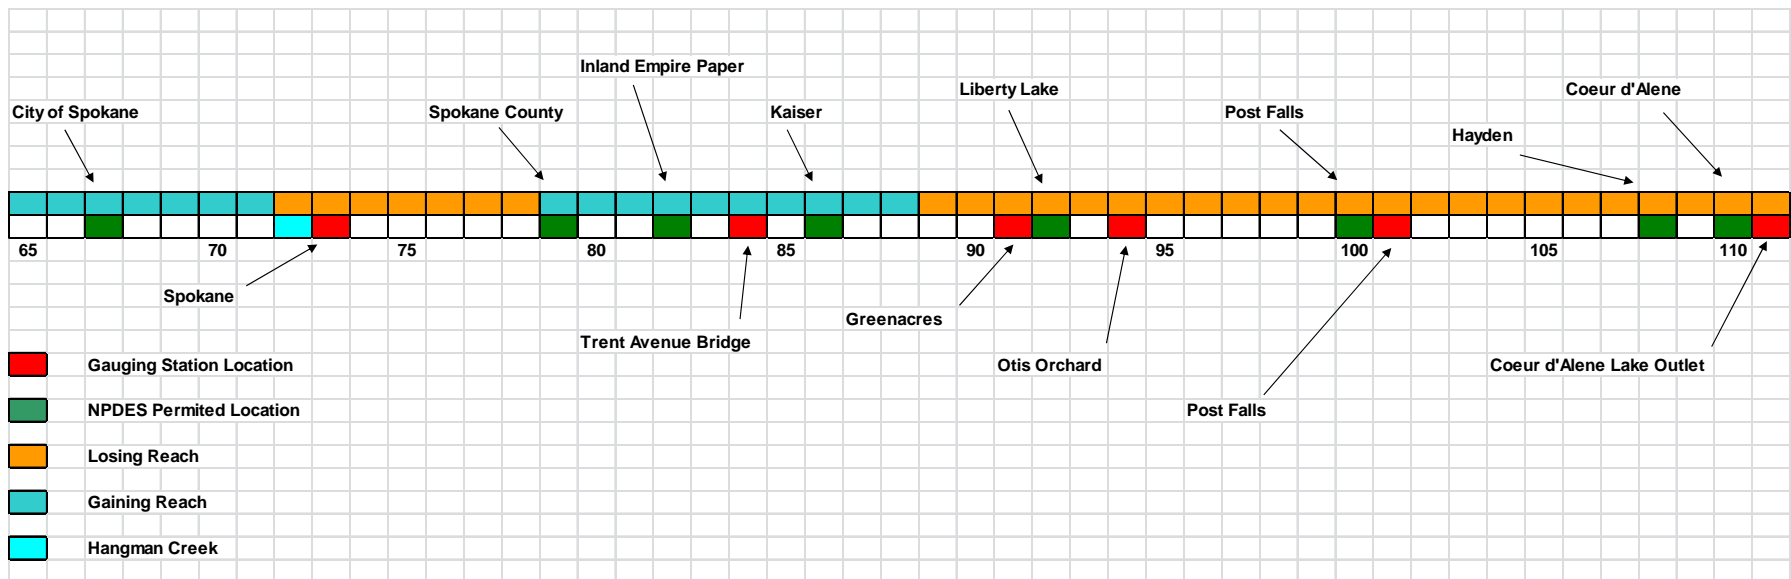 Inland Empire Paper
Liberty Lake
Coeur d'Alene
City of Spokane
Spokane County
Kaiser
Post Falls
Hayden
65
70
75
80
85
90
95
100
105
110
Spokane
Greenacres
Trent Avenue Bridge
Otis Orchard
Coeur d'Alene Lake Outlet
Post Falls
Gauging Station Location
NPDES Permited Location
Losing Reach
Gaining Reach
Hangman Creek